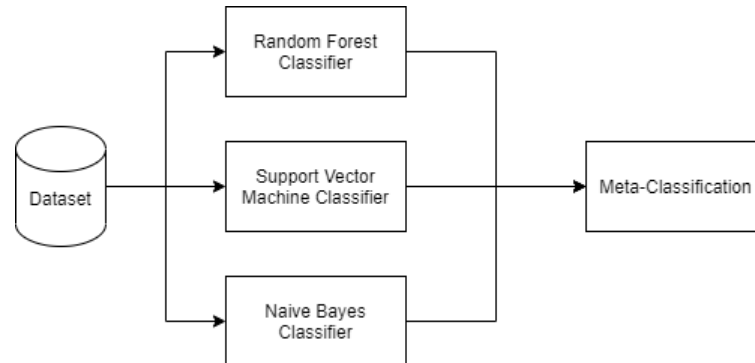 Random Forest
Classifier
Dataset
Support Vector
Machine Classifier
Meta-Classification
Naive Bayes
Classifier